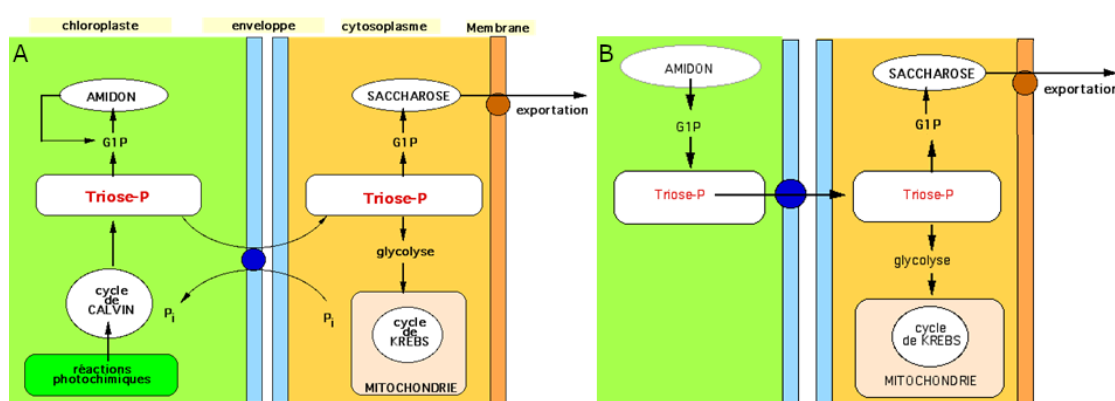 chloroplaste enveloppe cytosoplasme Membrane
A
AMIDON
G1P
Triose-P
cycle
de
CALVIN
réactions
photochimiques
Pi
Pi
SACCHAROSE
exportation
G1P
Triose-P
glycolyse
cycle
de
KREBS
MITOCHONDRIE
B
AMIDON
G1P
Triose-P
SACCHAROSE
exportation
G1P
Triose-P
glycolyse
cycle
de KREBS
MITOCHONDRIE